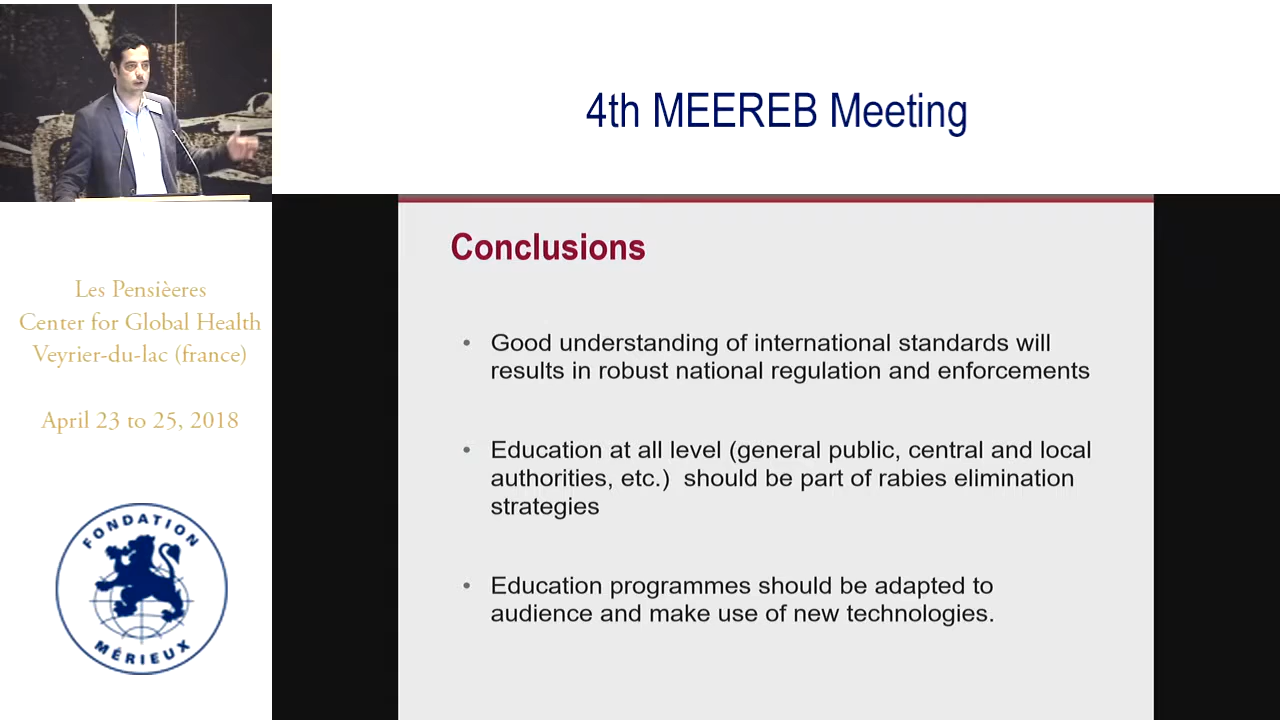 4th MEEREB Meeting
Les Pensièeres
Center for Global Health
Veyrier-du-lac (france)
April 23 to 25, 2018
FONDATION
MÉRIEUX
Conclusions
• Good understanding of international standards will
results in robust national regulation and enforcements
• Education at all level (general public, central and local
authorities, etc.)  should be part of rabies elimination
strategies
• Education programmes should be adapted to
audience and make use of new technologies.